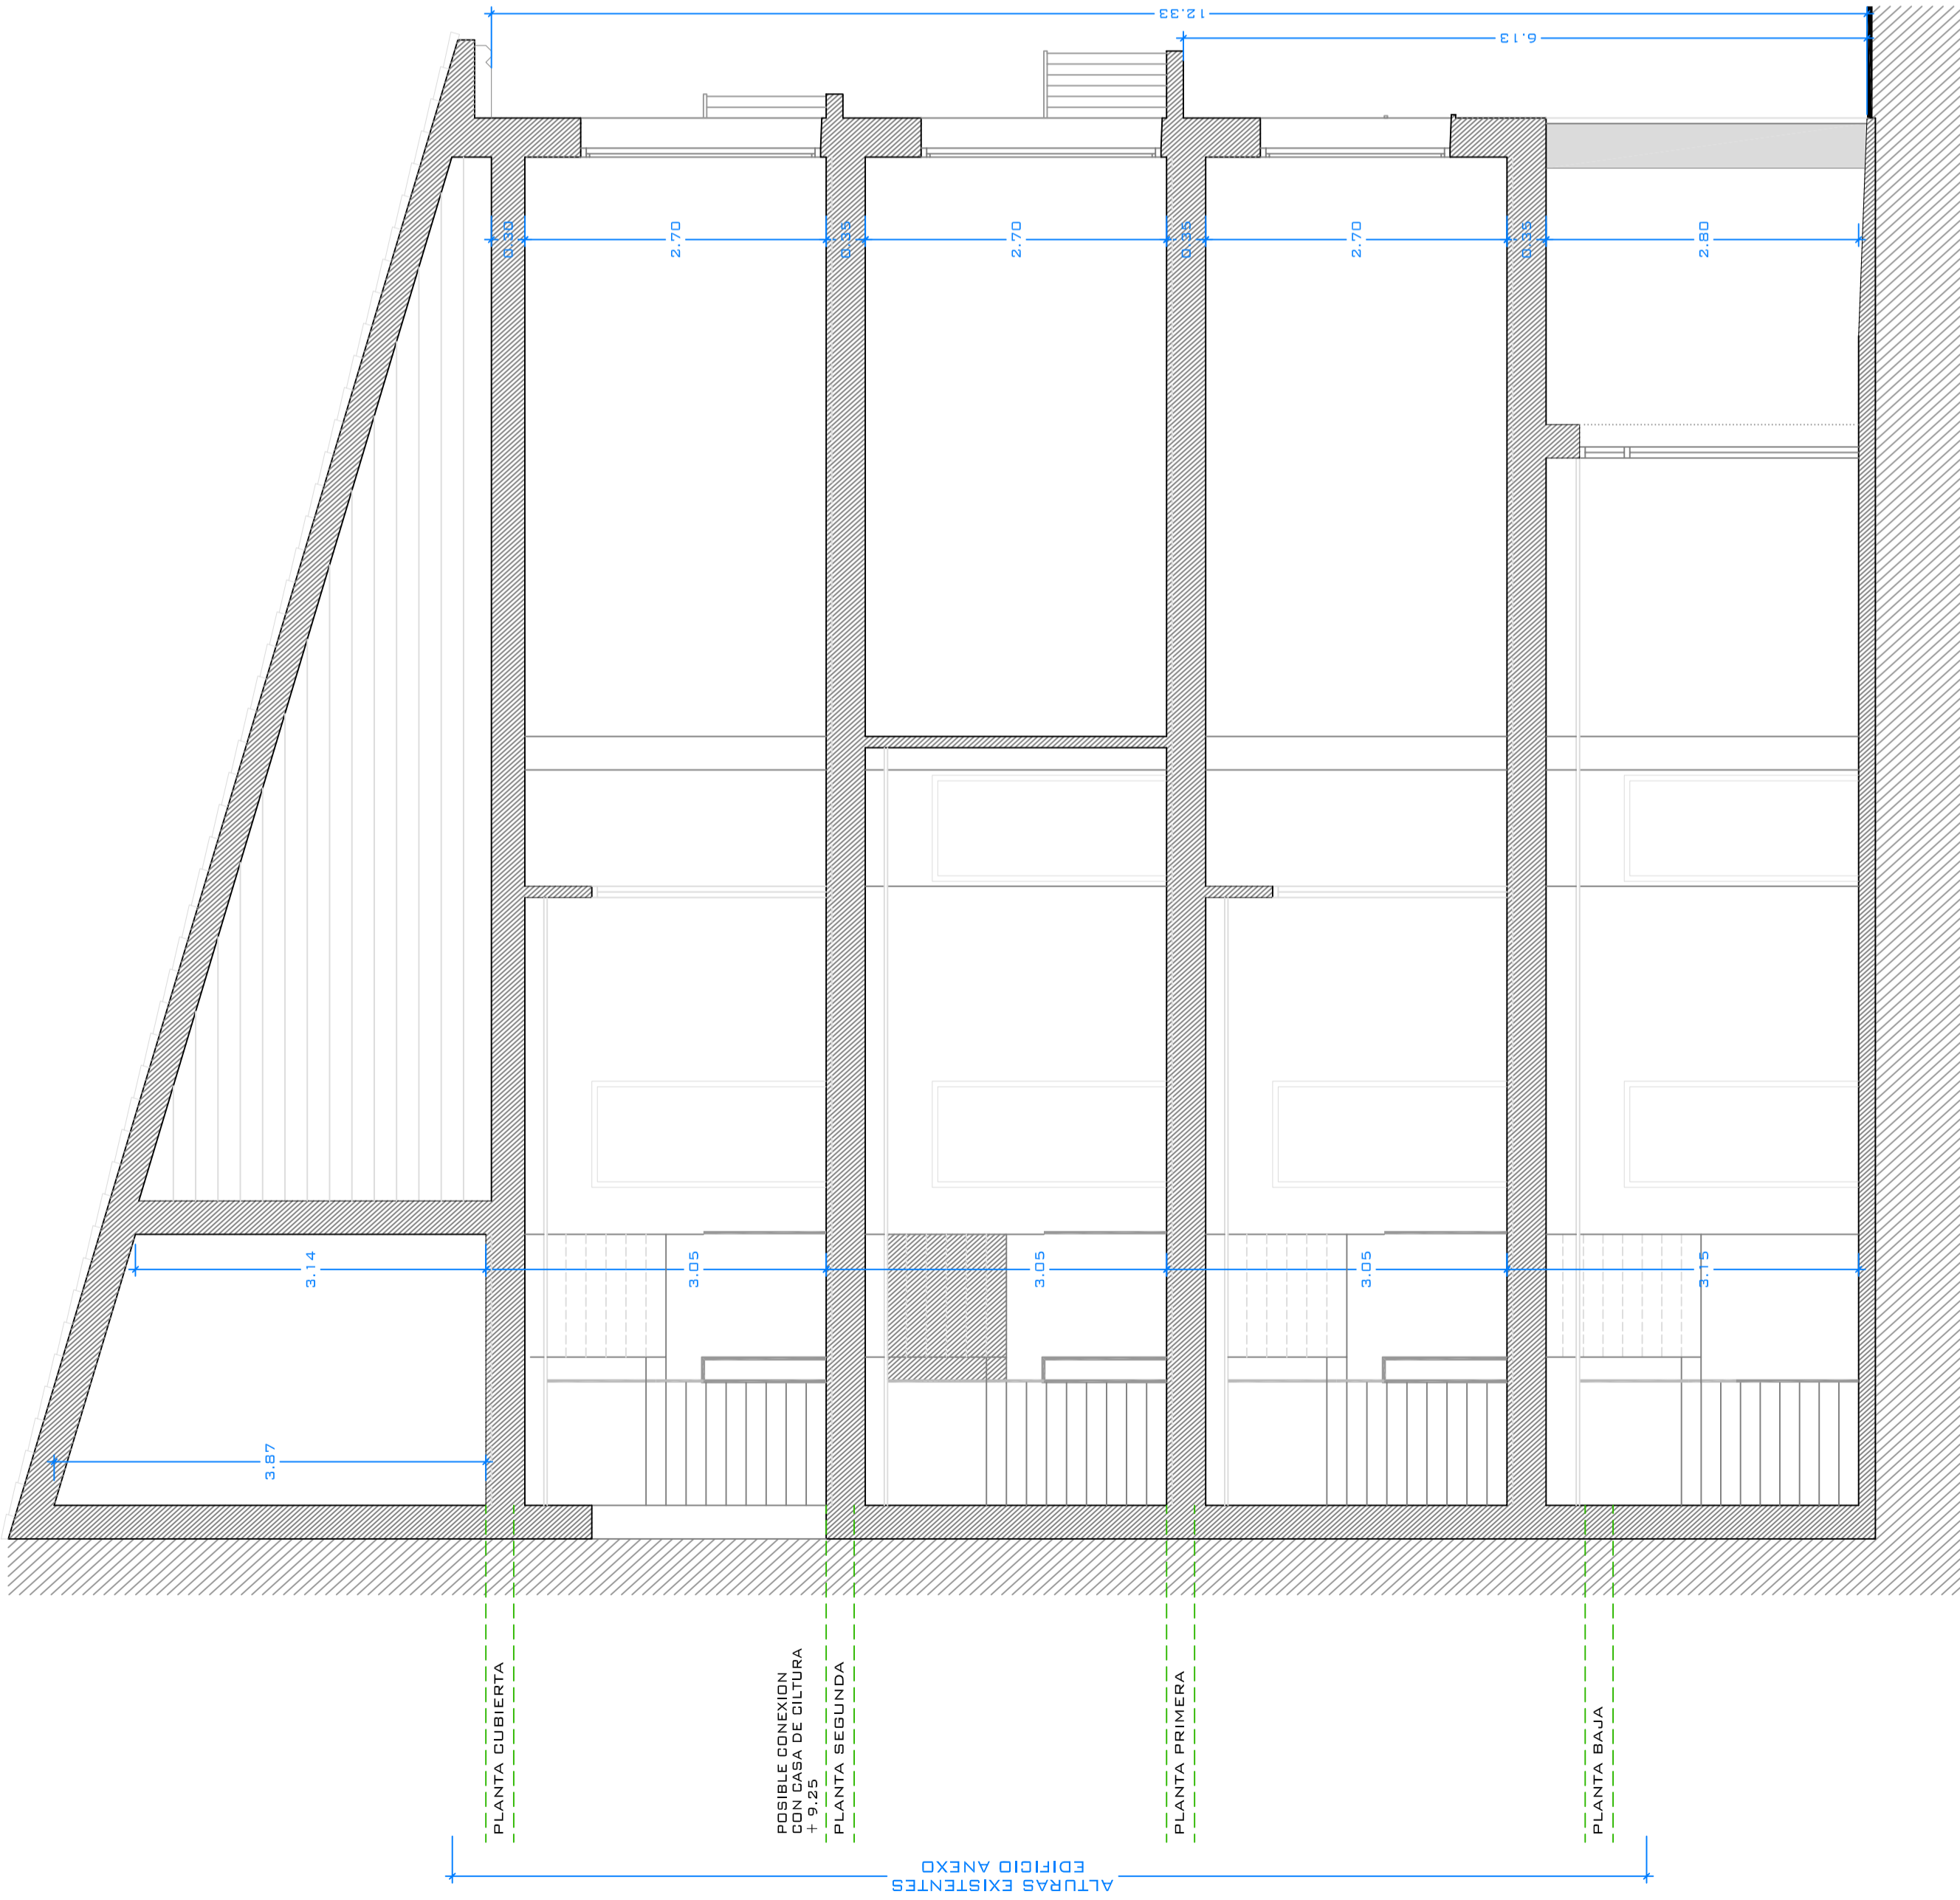 12.33
6.13
0.30
2.70
0.35
2.70
0.35
2.70
0.35
2.80
3.14
3.05
3.05
3.05
3.15
3.87
PLANTA CUBIERTA
POSIBLE CONEXION
CON CASA DE CILTURA
+ 9.25
PLANTA SEGUNDA
PLANTA PRIMERA
PLANTA BAJA
ALTURAS EXISTENTES
EDIFICIO ANEXO